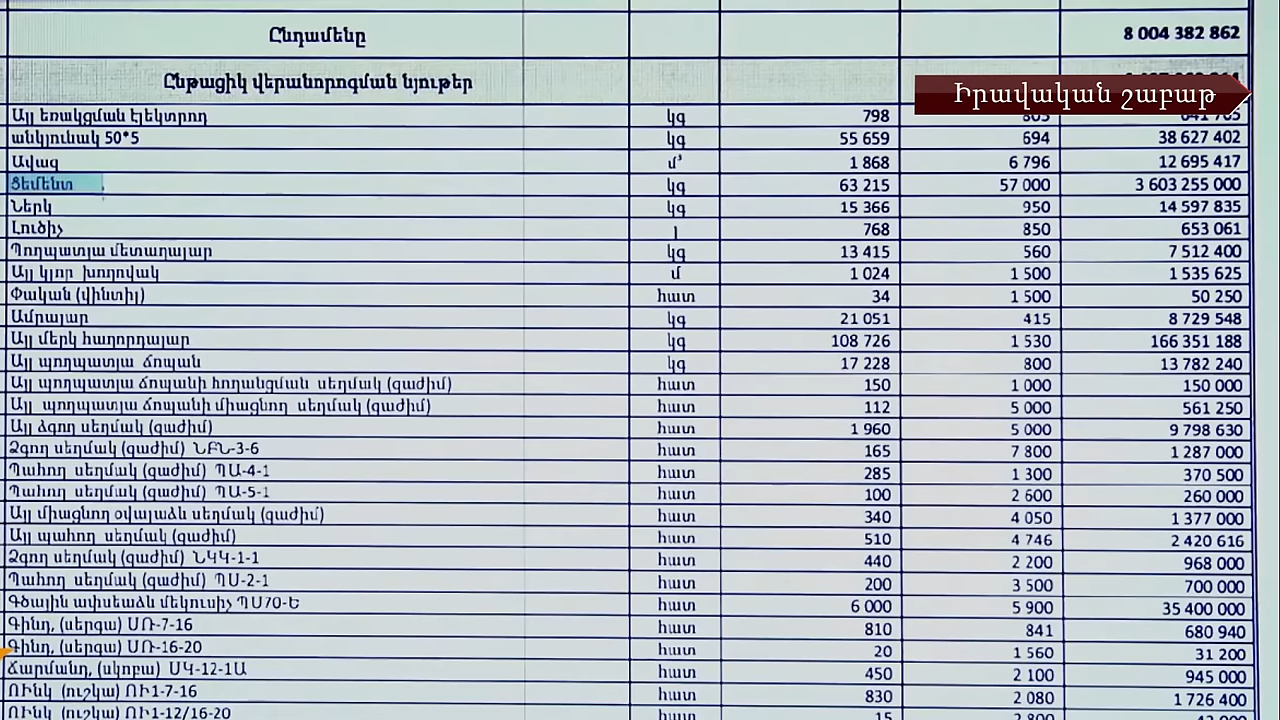 Ընդամենը 8 004 382 862
Ընթացիկ վերանորոգման նյութեր
Իրավական շաբաթ
Այլ եռակցման էլեկտրոդ կգ 798 805 641 705
անկյունակ 50*5 կգ 55 659 694 38 627 402
Ավազ մ³ 1 868 6 796 12 695 417
Ցեմենտ կգ 63 215 57 000 3 603 255 000
Ներկ կգ 15 366 950 14 597 835
Լուծիչ լ 768 850 653 061
Պողպատյա մետաղալար կգ 13 415 560 7 512 400
Այլ կլոր խողովակ մ 1 024 1 500 1 535 625
Փական (վինտիլ) հատ 34 1 500 50 250
Ամրալար կգ 21 051 415 8 729 548
Այլ մերկ հաղորդալար կգ 108 726 1 530 166 351 188
Այլ պողպատյա ճոպան կգ 17 228 800 13 782 240
Այլ պողպատյա ճոպանի հողանցման սեղմակ (զաժիմ) հատ 150 1 000 150 000
Այլ պողպատյա ճոպանի միացնող սեղմակ (զաժիմ) հատ 112 5 000 561 250
Այլ ձգող սեղմակ (զաժիմ) հատ 1 960 5 000 9 798 630
Ձգող սեղմակ (զաժիմ) ՆԲՆ-3-6 հատ 165 7 800 1 287 000
Պահող սեղմակ (զաժիմ) ՊԱ-4-1 հատ 285 1 300 370 500
Պահող սեղմակ (զաժիմ) ՊԱ-5-1 հատ 100 2 600 260 000
Այլ միացնող օվալաձև սեղմակ (զաժիմ) հատ 340 4 050 1 377 000
Այլ պահող սեղմակ (զաժիմ) հատ 510 4 746 2 420 616
Ձգող սեղմակ (զաժիմ) ՆԿԿ-1-1 հատ 440 2 200 968 000
Պահող սեղմակ (զաժիմ) ՊՍ-2-1 հատ 200 3 500 700 000
Գծային ափսեաձև մեկուսիչ ՊՍ70-Ե հատ 6 000 5 900 35 400 000
Գինդ, (սերգա) ՍՌ-7-16 հատ 810 841 680 940
Գինդ, (սերգա) ՍՌ-16-20 հատ 20 1 560 31 200
Ճարմանդ, (սկոբա) ՍԿ-12-1Ա հատ 450 2 100 945 000
ՈՒնկ (ուշկա) ՈՒ1-7-16 հատ 830 2 080 1 726 400
ՈՒնկ (ուշկա) ՈՒ1-12/16-20 հատ 15 2 800